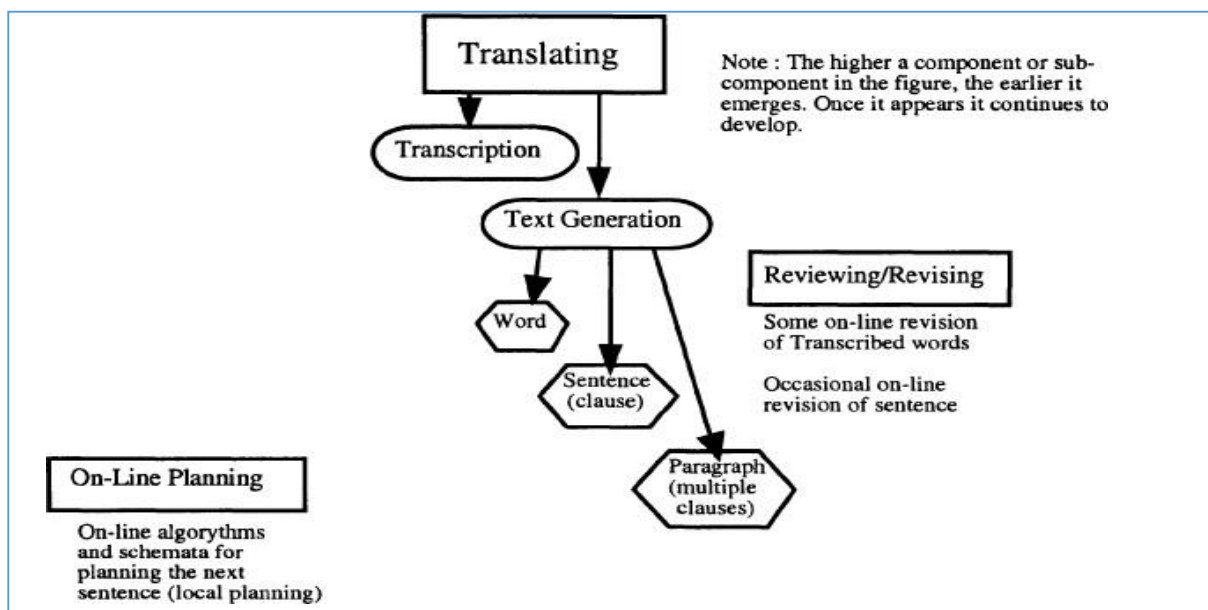 Translating
Note : The higher a component or sub-
component in the figure, the earlier it
emerges. Once it appears it continues to
develop.
Transcription
Text Generation
Reviewing/Revising
Some on-line revision
of Transcribed words
Occasional on-line
revision of sentence
Word
Sentence
(clause)
Paragraph
(multiple
clauses)
On-Line Planning
On-line algorythms
and schemata for
planning the next
sentence (local planning)